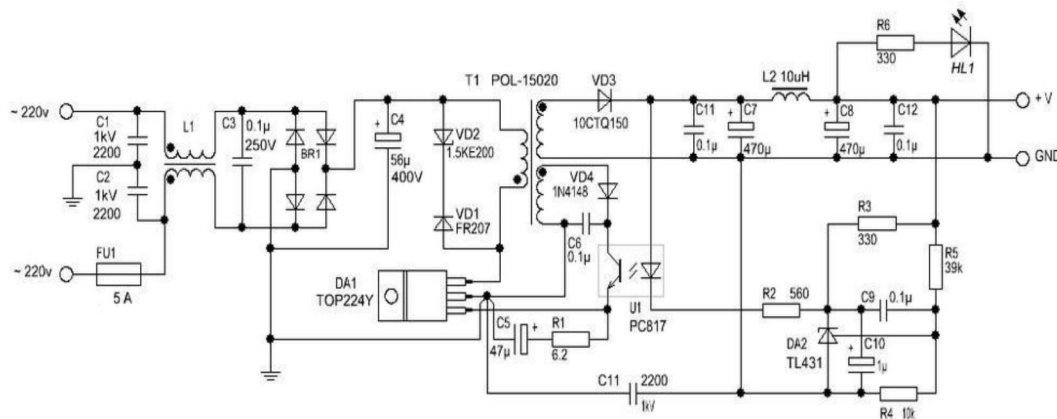 R6
330
HL1
L2 10uH
T1 POL-15020
VD3
10CTQ150
~ 220v
C1
1kV
2200
L1
C3
0.1µ
250V
BR1
C4
56µ
400V
VD2
1.5KE200
C11
0.1µ
C7
470µ
C8
470µ
C12
0.1µ
+V
GND
C2
1kV
2200
VD4
1N4148
VD1
FR207
C6
0.1µ
R3
330
R5
39k
~ 220v
FU1
5 A
DA1
TOP224Y
U1
PC817
R2 560
C9 0.1µ
C5
47µ
R1
6.2
DA2
TL431
C10
1µ
C11 2200
1kV
R4 10k